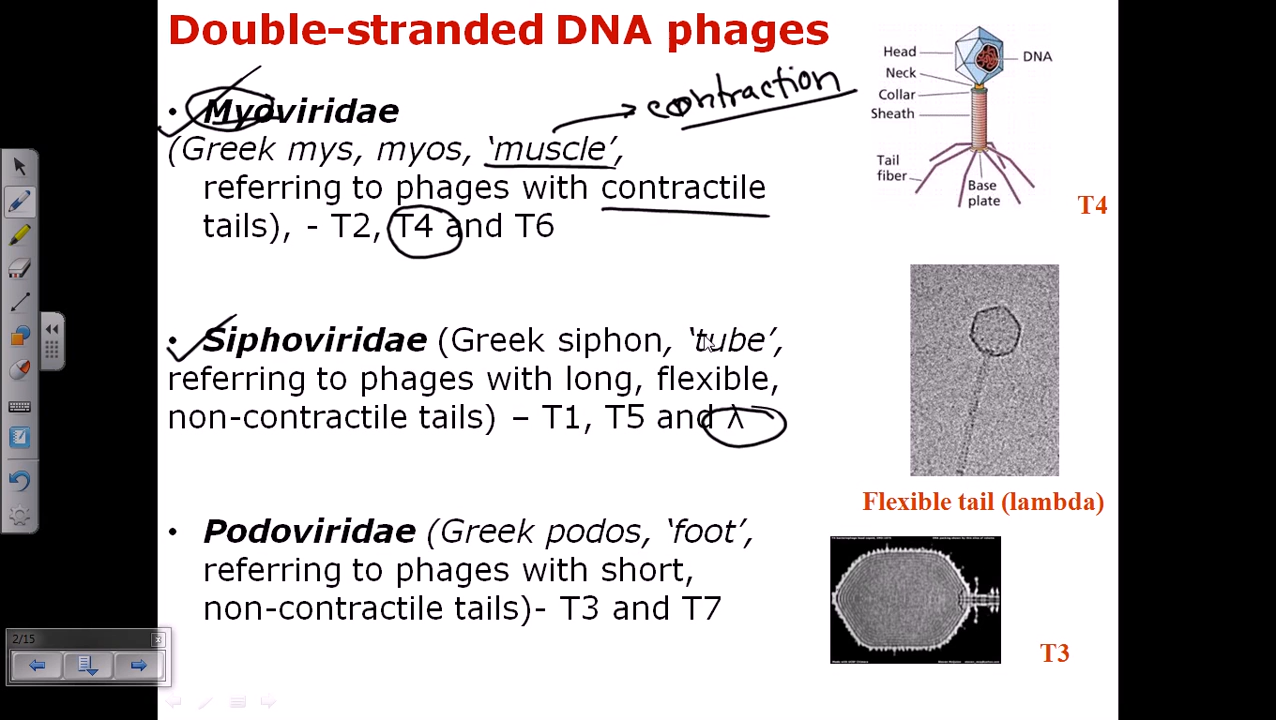 Double-stranded DNA phages
• Myoviridae
contraction
(Greek mys, myos, ‘muscle’,
referring to phages with contractile
tails), - T2, T4 and T6
Head
DNA
Neck
Collar
Sheath
Tail
fiber
Base
plate
T4
• Siphoviridae (Greek siphon, ‘tube’,
referring to phages with long, flexible,
non-contractile tails) – T1, T5 and λ
Flexible tail (lambda)
• Podoviridae (Greek podos, ‘foot’,
referring to phages with short,
non-contractile tails)- T3 and T7
T3
2/15